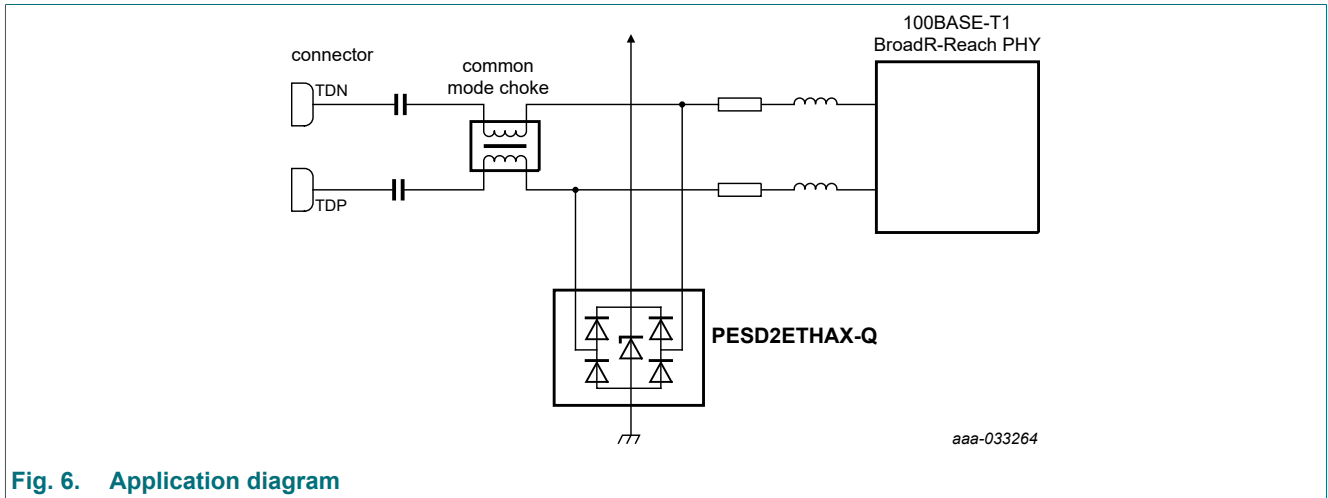 100BASE-T1
BroadR-Reach PHY
connector
common
mode choke
TDN
TDP
PESD2ETHAX-Q
aaa-033264
Fig. 6. Application diagram